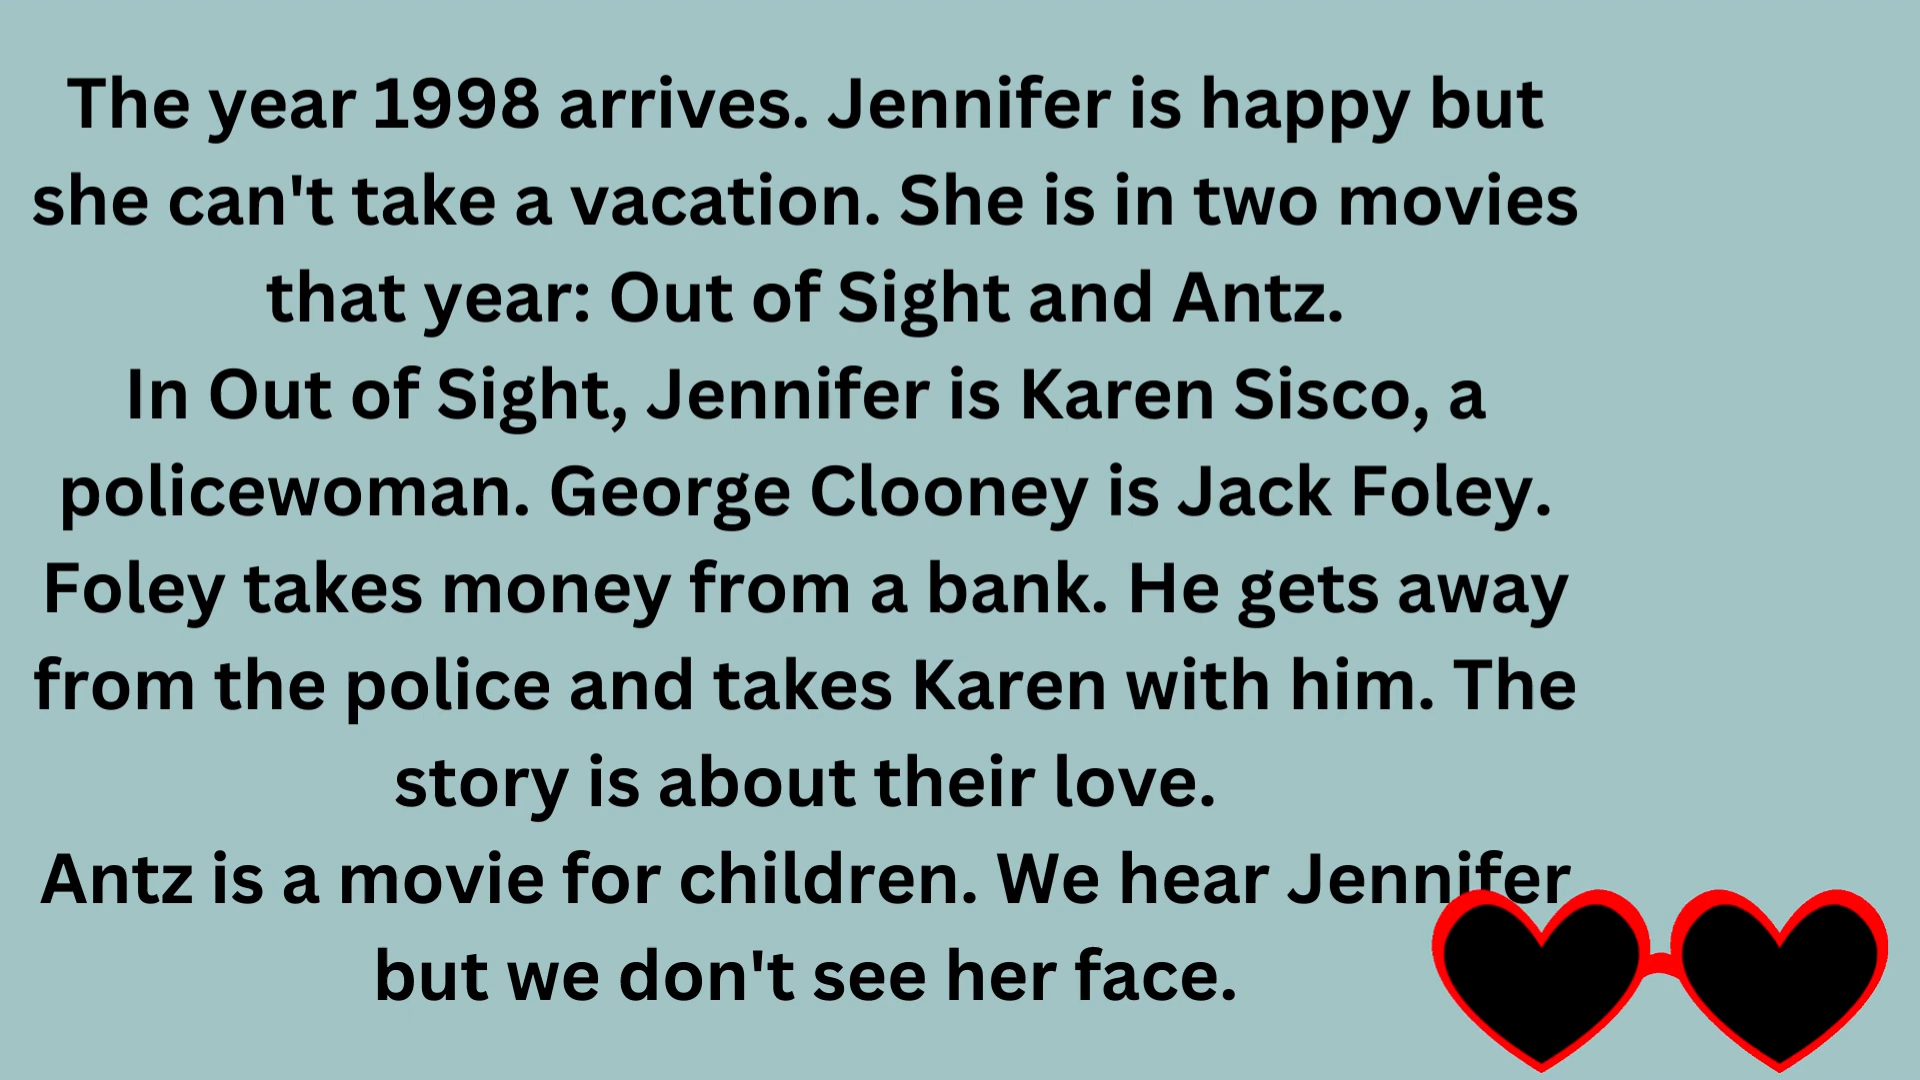 The year 1998 arrives. Jennifer is happy but
she can't take a vacation. She is in two movies
that year: Out of Sight and Antz.
In Out of Sight, Jennifer is Karen Sisco, a
policewoman. George Clooney is Jack Foley.
Foley takes money from a bank. He gets away
from the police and takes Karen with him. The
story is about their love.
Antz is a movie for children. We hear Jennifer
but we don't see her face.